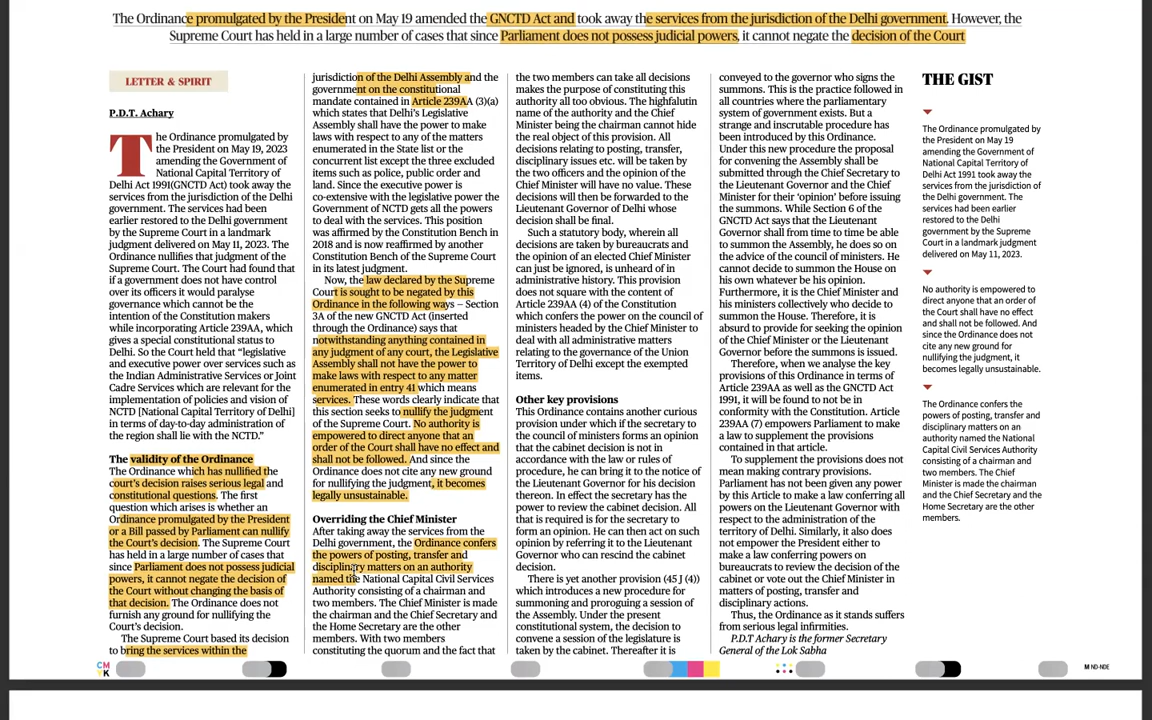 The Ordinance promulgated by the President on May 19 amended the GNCTD Act and took away the services from the jurisdiction of the Delhi government. However, the
Supreme Court has held in a large number of cases that since Parliament does not possess judicial powers, it cannot negate the decision of the Court
LETTER & SPIRIT
P.D.T. Achary
The Ordinance promulgated by
the President on May 19, 2023
amending the Government of
National Capital Territory of
Delhi Act 1991(GNCTD Act) took away the
services from the jurisdiction of the Delhi
government. The services had been
earlier restored to the Delhi government
by the Supreme Court in a landmark
judgment delivered on May 11, 2023. The
Ordinance nullifies that judgment of the
Supreme Court. The Court had found that
if a government does not have control
over its officers it would paralyse
governance which cannot be the
intention of the Constitution makers
while incorporating Article 239AA, which
gives a special constitutional status to
Delhi. So the Court held that “legislative
and executive power over services such as
the Indian Administrative Services or Joint
Cadre Services which are relevant for the
implementation of policies and vision of
NCTD [National Capital Territory of Delhi]
in terms of day-to-day administration of
the region shall lie with the NCTD.”
The validity of the Ordinance
The Ordinance which has nullified the
court’s decision raises serious legal and
constitutional questions. The first
question which arises is whether an
Ordinance promulgated by the President
or a Bill passed by Parliament can nullify
the Court’s decision. The Supreme Court
has held in a large number of cases that
since Parliament does not possess judicial
powers, it cannot negate the decision of
the Court without changing the basis of
that decision. The Ordinance does not
furnish any ground for nullifying the
Court’s decision.
The Supreme Court based its decision
to bring the services within the
jurisdiction of the Delhi Assembly and the
government on the constitutional
mandate contained in Article 239AA (3)(a)
which states that Delhi’s Legislative
Assembly shall have the power to make
laws with respect to any of the matters
enumerated in the State list or the
concurrent list except the three excluded
items such as police, public order and
land. Since the executive power is
co-extensive with the legislative power the
Government of NCTD gets all the powers
to deal with the services. This position
was affirmed by the Constitution Bench in
2018 and is now reaffirmed by another
Constitution Bench of the Supreme Court
in its latest judgment.
Now, the law declared by the Supreme
Court is sought to be negated by this
Ordinance in the following ways – Section
3A of the new GNCTD Act (inserted
through the Ordinance) says that
notwithstanding anything contained in
any judgment of any court, the Legislative
Assembly shall not have the power to
make laws with respect to any matter
enumerated in entry 41 which means
services. These words clearly indicate that
this section seeks to nullify the judgment
of the Supreme Court. No authority is
empowered to direct anyone that an
order of the Court shall have no effect and
shall not be followed. And since the
Ordinance does not cite any new ground
for nullifying the judgment, it becomes
legally unsustainable.
Overriding the Chief Minister
After taking away the services from the
Delhi government, the Ordinance confers
the powers of posting, transfer and
disciplinary matters on an authority
named the National Capital Civil Services
Authority consisting of a chairman and
two members. The Chief Minister is made
the chairman and the Chief Secretary and
the Home Secretary are the other
members. With two members
constituting the quorum and the fact that
the two members can take all decisions
makes the purpose of constituting this
authority all too obvious. The highfalutin
name of the authority and the Chief
Minister being the chairman cannot hide
the real object of this provision. All
decisions relating to posting, transfer,
disciplinary issues etc. will be taken by
the two officers and the opinion of the
Chief Minister will have no value. These
decisions will then be forwarded to the
Lieutenant Governor of Delhi whose
decision shall be final.
Such a statutory body, wherein all
decisions are taken by bureaucrats and
the opinion of an elected Chief Minister
can just be ignored, is unheard of in
administrative history. This provision
does not square with the content of
Article 239AA (4) of the Constitution
which confers the power on the council of
ministers headed by the Chief Minister to
deal with all administrative matters
relating to the governance of the Union
Territory of Delhi except the exempted
items.
Other key provisions
This Ordinance contains another curious
provision under which if the secretary to
the council of ministers forms an opinion
that the cabinet decision is not in
accordance with the law or rules of
procedure, he can bring it to the notice of
the Lieutenant Governor for his decision
thereon. In effect the secretary has the
power to review the cabinet decision. All
that is required is for the secretary to
form an opinion. He can then act on such
opinion by referring it to the Lieutenant
Governor who can rescind the cabinet
decision.
There is yet another provision (45 J (4))
which introduces a new procedure for
summoning and proroguing a session of
the Assembly. Under the present
constitutional system, the decision to
convene a session of the legislature is
taken by the cabinet. Thereafter it is
conveyed to the governor who signs the
summons. This is the practice followed in
all countries where the parliamentary
system of government exists. But a
strange and inscrutable procedure has
been introduced by this Ordinance.
Under this new procedure the proposal
for convening the Assembly shall be
submitted through the Chief Secretary to
the Lieutenant Governor and the Chief
Minister for their ‘opinion’ before issuing
the summons. While Section 6 of the
GNCTD Act says that the Lieutenant
Governor shall from time to time be able
to summon the Assembly, he does so on
the advice of the council of ministers. He
cannot decide to summon the House on
his own whatever be his opinion.
Furthermore, it is the Chief Minister and
his ministers collectively who decide to
summon the House. Therefore, it is
absurd to provide for seeking the opinion
of the Chief Minister or the Lieutenant
Governor before the summons is issued.
Therefore, when we analyse the key
provisions of this Ordinance in terms of
Article 239AA as well as the GNCTD Act
1991, it will be found to not be in
conformity with the Constitution. Article
239AA (7) empowers Parliament to make
a law to supplement the provisions
contained in that article.
To supplement the provisions does not
mean making contrary provisions.
Parliament has not been given any power
by this Article to make a law conferring all
powers on the Lieutenant Governor with
respect to the administration of the
territory of Delhi. Similarly, it also does
not empower the President either to
make a law conferring powers on
bureaucrats to review the decision of the
cabinet or vote out the Chief Minister in
matters of posting, transfer and
disciplinary actions.
Thus, the Ordinance as it stands suffers
from serious legal infirmities.
P.D.T Achary is the former Secretary
General of the Lok Sabha
THE GIST
The Ordinance promulgated by
the President on May 19
amending the Government of
National Capital Territory of
Delhi Act 1991 took away the
services from the jurisdiction of
the Delhi government. The
services had been earlier
restored to the Delhi
government by the Supreme
Court in a landmark judgment
delivered on May 11, 2023.
No authority is empowered to
direct anyone that an order of
the Court shall have no effect
and shall not be followed. And
since the Ordinance does not
cite any new ground for
nullifying the judgment, it
becomes legally unsustainable.
The Ordinance confers the
powers of posting, transfer and
disciplinary matters on an
authority named the National
Capital Civil Services Authority
consisting of a chairman and
two members. The Chief
Minister is made the chairman
and the Chief Secretary and the
Home Secretary are the other
members.
CM
YK
M ND-NDE